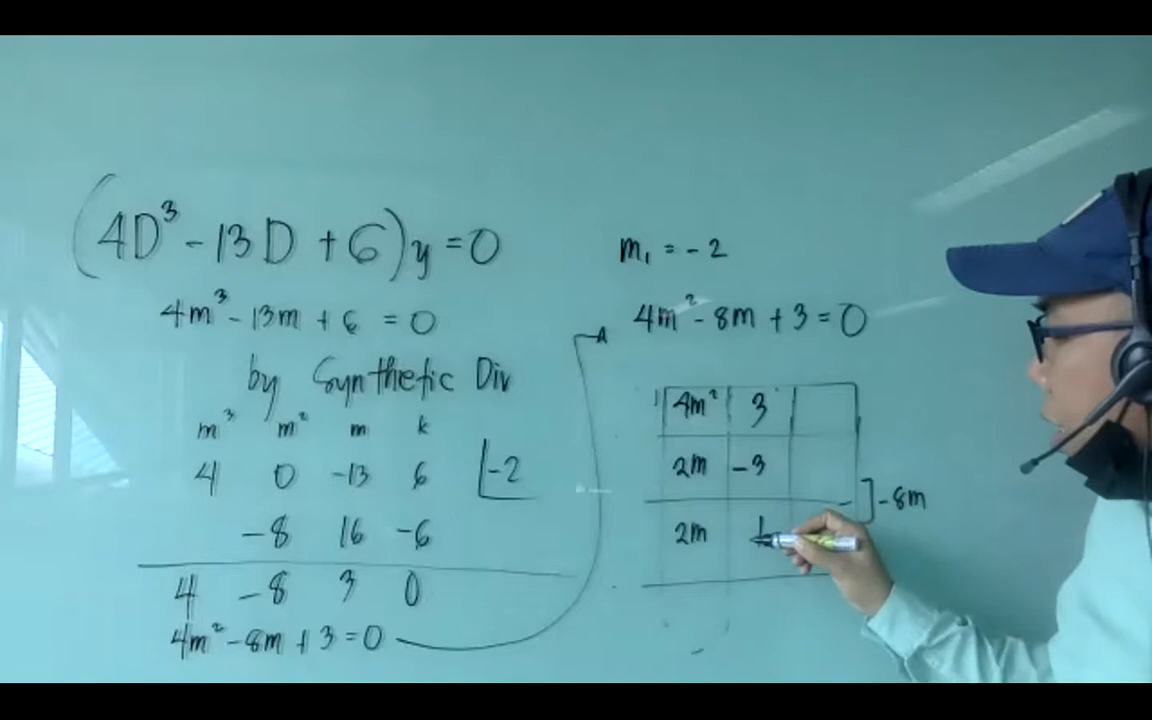 (4D³ - 13D + 6)y = 0
4m³ - 13m + 6 = 0
by Synthetic Div
m³ m² m k
4 0 -13 6 |-2
-8 16 -6
4 -8 3 0
4m² - 8m + 3 = 0
m₁ = -2
4m² - 8m + 3 = 0
4m² 3
2m -3
] -8m
2m